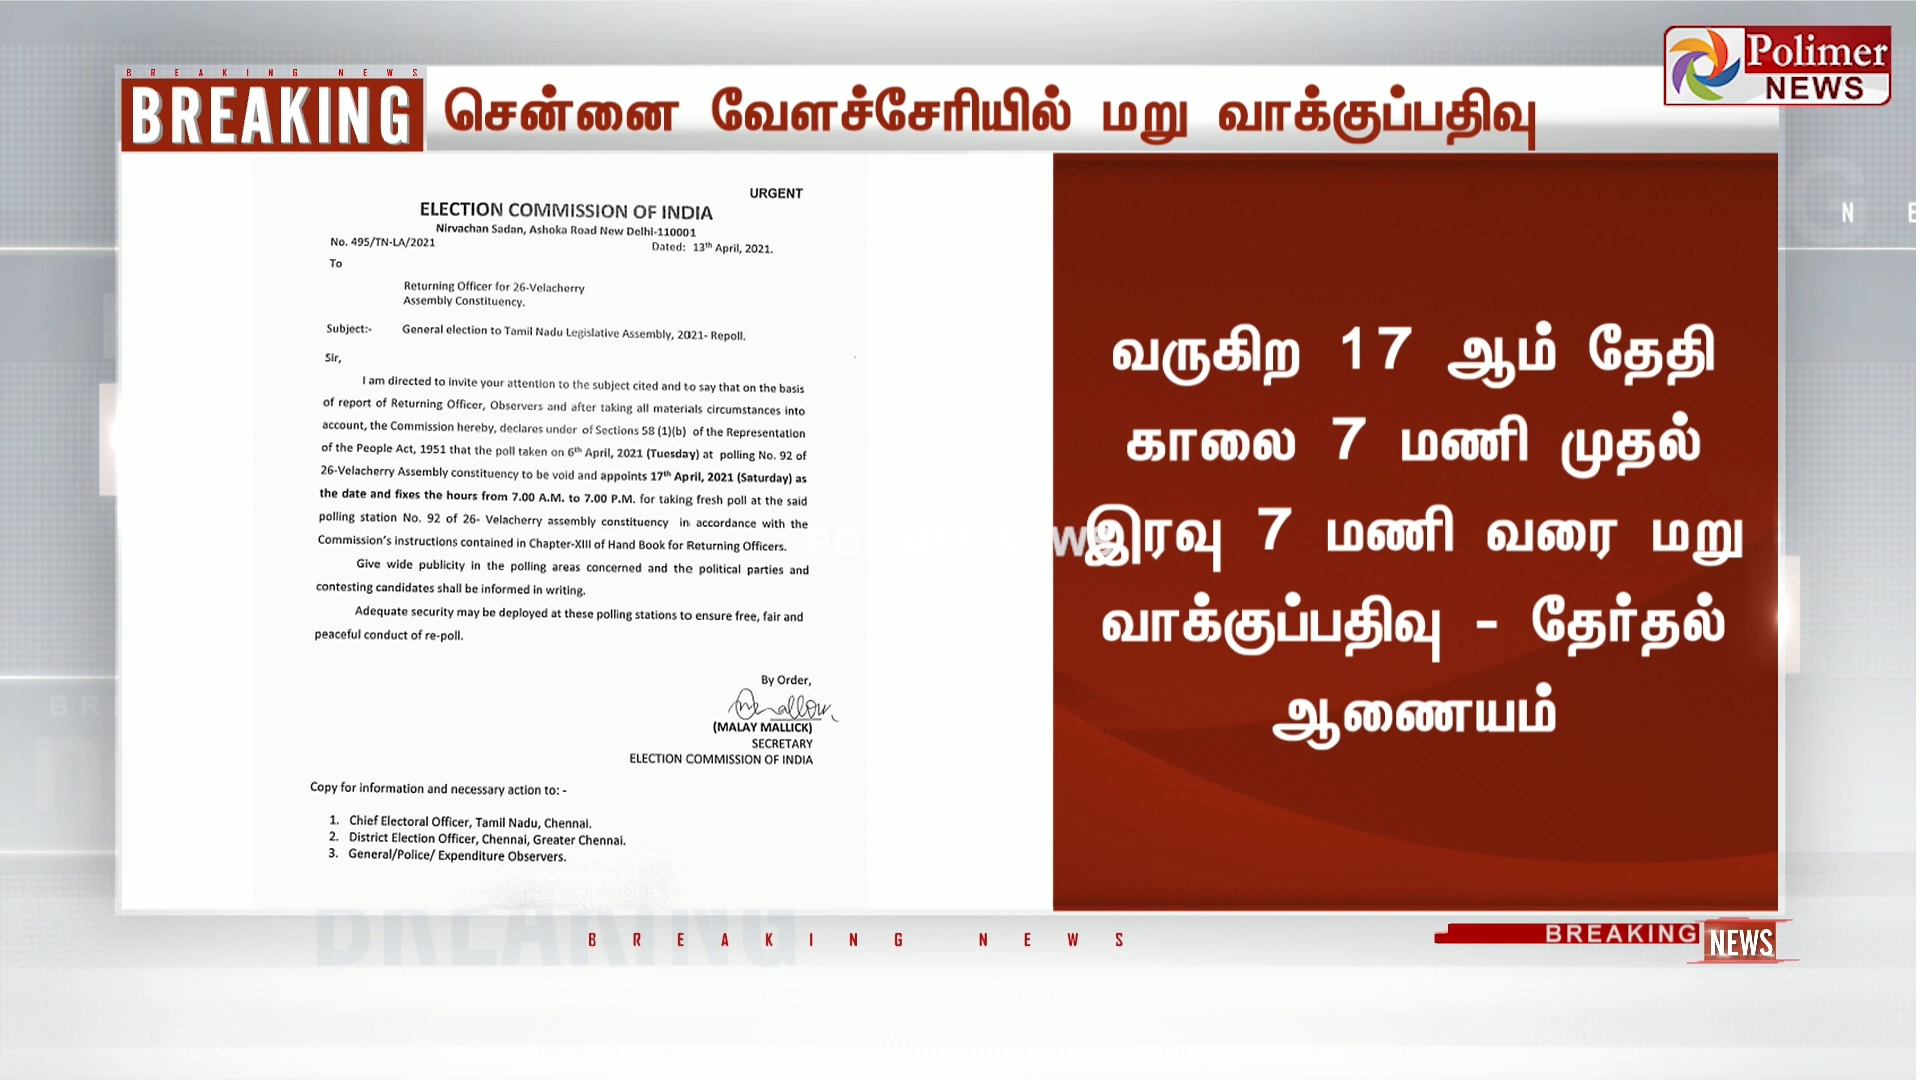 BREAKING NEWS
BREAKING
சென்னை வேளச்சேரியில் மறு வாக்குப்பதிவு
Polimer
NEWS
URGENT
ELECTION COMMISSION OF INDIA
Nirvachan Sadan, Ashoka Road New Delhi-110001
No. 495/TN-LA/2021
Dated: 13th April, 2021.
To
Returning Officer for 26-Velacherry
Assembly Constituency.
Subject:- General election to Tamil Nadu Legislative Assembly, 2021- Repoll.
Sir,
I am directed to invite your attention to the subject cited and to say that on the basis
of report of Returning Officer, Observers and after taking all materials circumstances into
account, the Commission hereby, declares under of Sections 58 (1)(b) of the Representation
of the People Act, 1951 that the poll taken on 6th April, 2021 (Tuesday) at polling No. 92 of
26-Velacherry Assembly constituency to be void and appoints 17th April, 2021 (Saturday) as
the date and fixes the hours from 7.00 A.M. to 7.00 P.M. for taking fresh poll at the said
polling station No. 92 of 26- Velacherry assembly constituency in accordance with the
Commission's instructions contained in Chapter-XIII of Hand Book for Returning Officers.
Give wide publicity in the polling areas concerned and the political parties and
contesting candidates shall be informed in writing.
Adequate security may be deployed at these polling stations to ensure free, fair and
peaceful conduct of re-poll.
By Order,
(MALAY MALLICK)
SECRETARY
ELECTION COMMISSION OF INDIA
Copy for information and necessary action to: -
1. Chief Electoral Officer, Tamil Nadu, Chennai.
2. District Election Officer, Chennai, Greater Chennai.
3. General/Police/ Expenditure Observers.
வருகிற 17 ஆம் தேதி
காலை 7 மணி முதல்
இரவு 7 மணி வரை மறு
வாக்குப்பதிவு - தேர்தல்
ஆணையம்
POLIMER NEWS
BREAKING
BREAKING NEWS
BREAKING NEWS